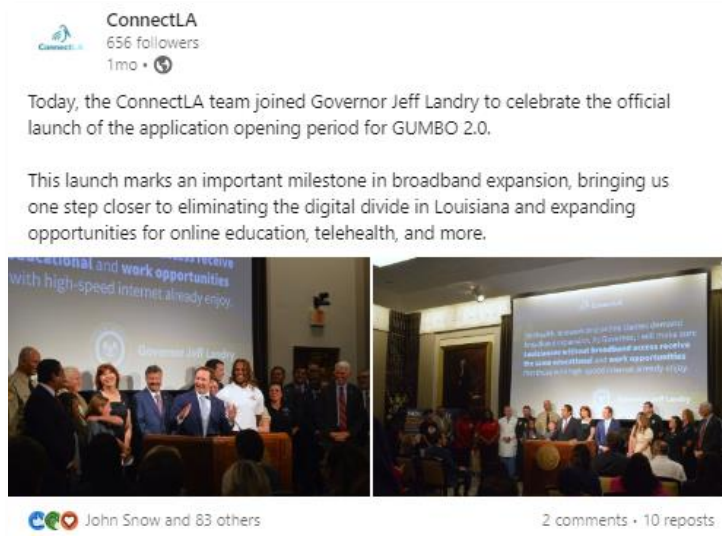 ConnectLA
656 followers
1mo •
Today, the ConnectLA team joined Governor Jeff Landry to celebrate the official
launch of the application opening period for GUMBO 2.0.
This launch marks an important milestone in broadband expansion, bringing us
one step closer to eliminating the digital divide in Louisiana and expanding
opportunities for online education, telehealth, and more.
receive
and work opportunities
with high-speed internet already enjoy.
Governor Jeff Landry
ConnectLA
without broadband access receive
the same educational and work opportunities
high-speed internet already enjoy.
John Snow and 83 others
2 comments • 10 reposts